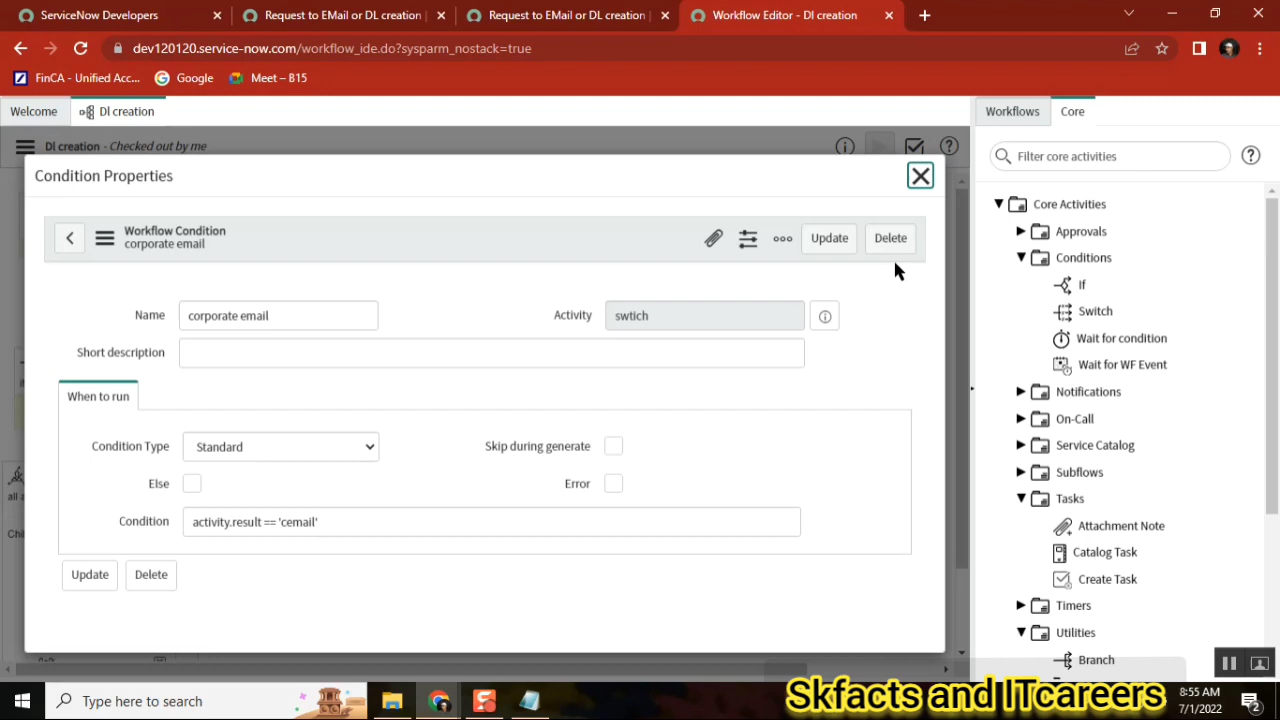 ServiceNow Developers
Request to EMail or Dl creation
Request to EMail or Dl creation
Workflow Editor - Dl creation
dev120120.service-now.com/workflow_ide.do?sysparm_nostack=true
FinCA - Unified Acc...
Google
Meet – B15
Welcome
Dl creation
Workflows
Core
Dl creation - Checked out by me
Filter core activities
Condition Properties
Core Activities
Approvals
Conditions
If
Switch
Wait for condition
Wait for WF Event
Notifications
On-Call
Service Catalog
Subflows
Tasks
Attachment Note
Catalog Task
Create Task
Timers
Utilities
Branch
Workflow Condition
corporate email
Update
Delete
Name
corporate email
Activity
swtich
Short description
When to run
Condition Type
Standard
Skip during generate
Else
Error
Condition
activity.result == 'cemail'
Update
Delete
all a
Chi
Type here to search
Skfacts and ITcareers
8:55 AM
7/1/2022
2